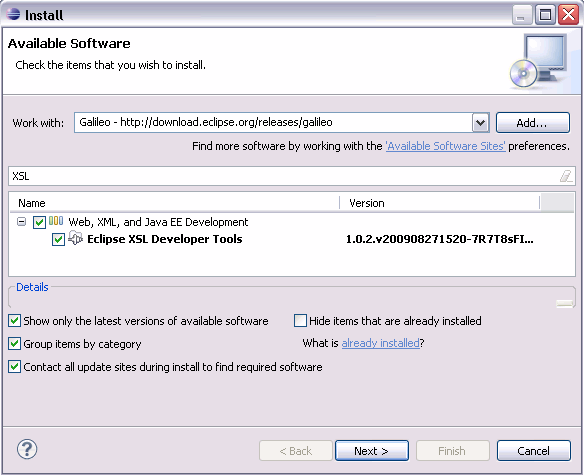 Install
Available Software
Check the items that you wish to install.
Work with: Galileo - http://download.eclipse.org/releases/galileo Add...
Find more software by working with the 'Available Software Sites' preferences.
XSL
Name Version
Web, XML, and Java EE Development
Eclipse XSL Developer Tools 1.0.2.v200908271520-7R7T8sFI...
Details
Show only the latest versions of available software Hide items that are already installed
Group items by category What is already installed?
Contact all update sites during install to find required software
? < Back Next > Finish Cancel